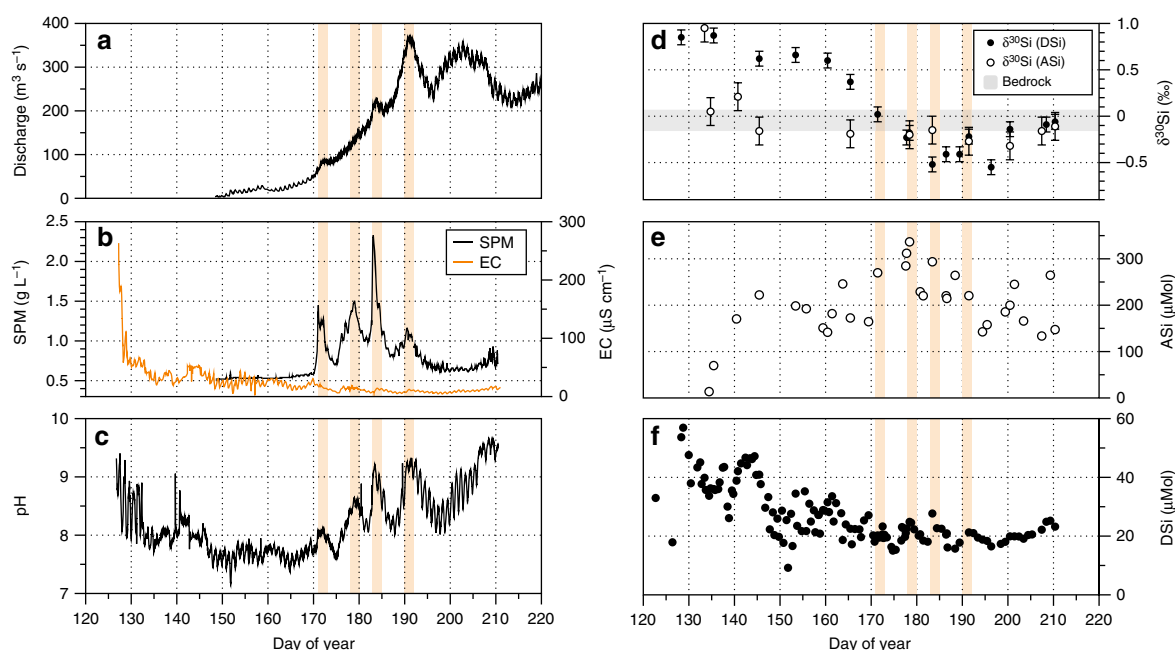 a
400
300
200
100
0
Discharge (m³ s⁻¹)
b
2.5
2.0
1.5
1.0
0.5
SPM (g L⁻¹)
SPM
EC
300
200
100
0
EC (µS cm⁻¹)
c
10
9
8
7
pH
120 130 140 150 160 170 180 190 200 210 220
Day of year
d
δ³⁰Si (DSi)
δ³⁰Si (ASi)
Bedrock
1.0
0.5
0
−0.5
δ³⁰Si (‰)
e
300
200
100
0
ASi (µMol)
f
60
40
20
0
DSi (µMol)
120 130 140 150 160 170 180 190 200 210 220
Day of year